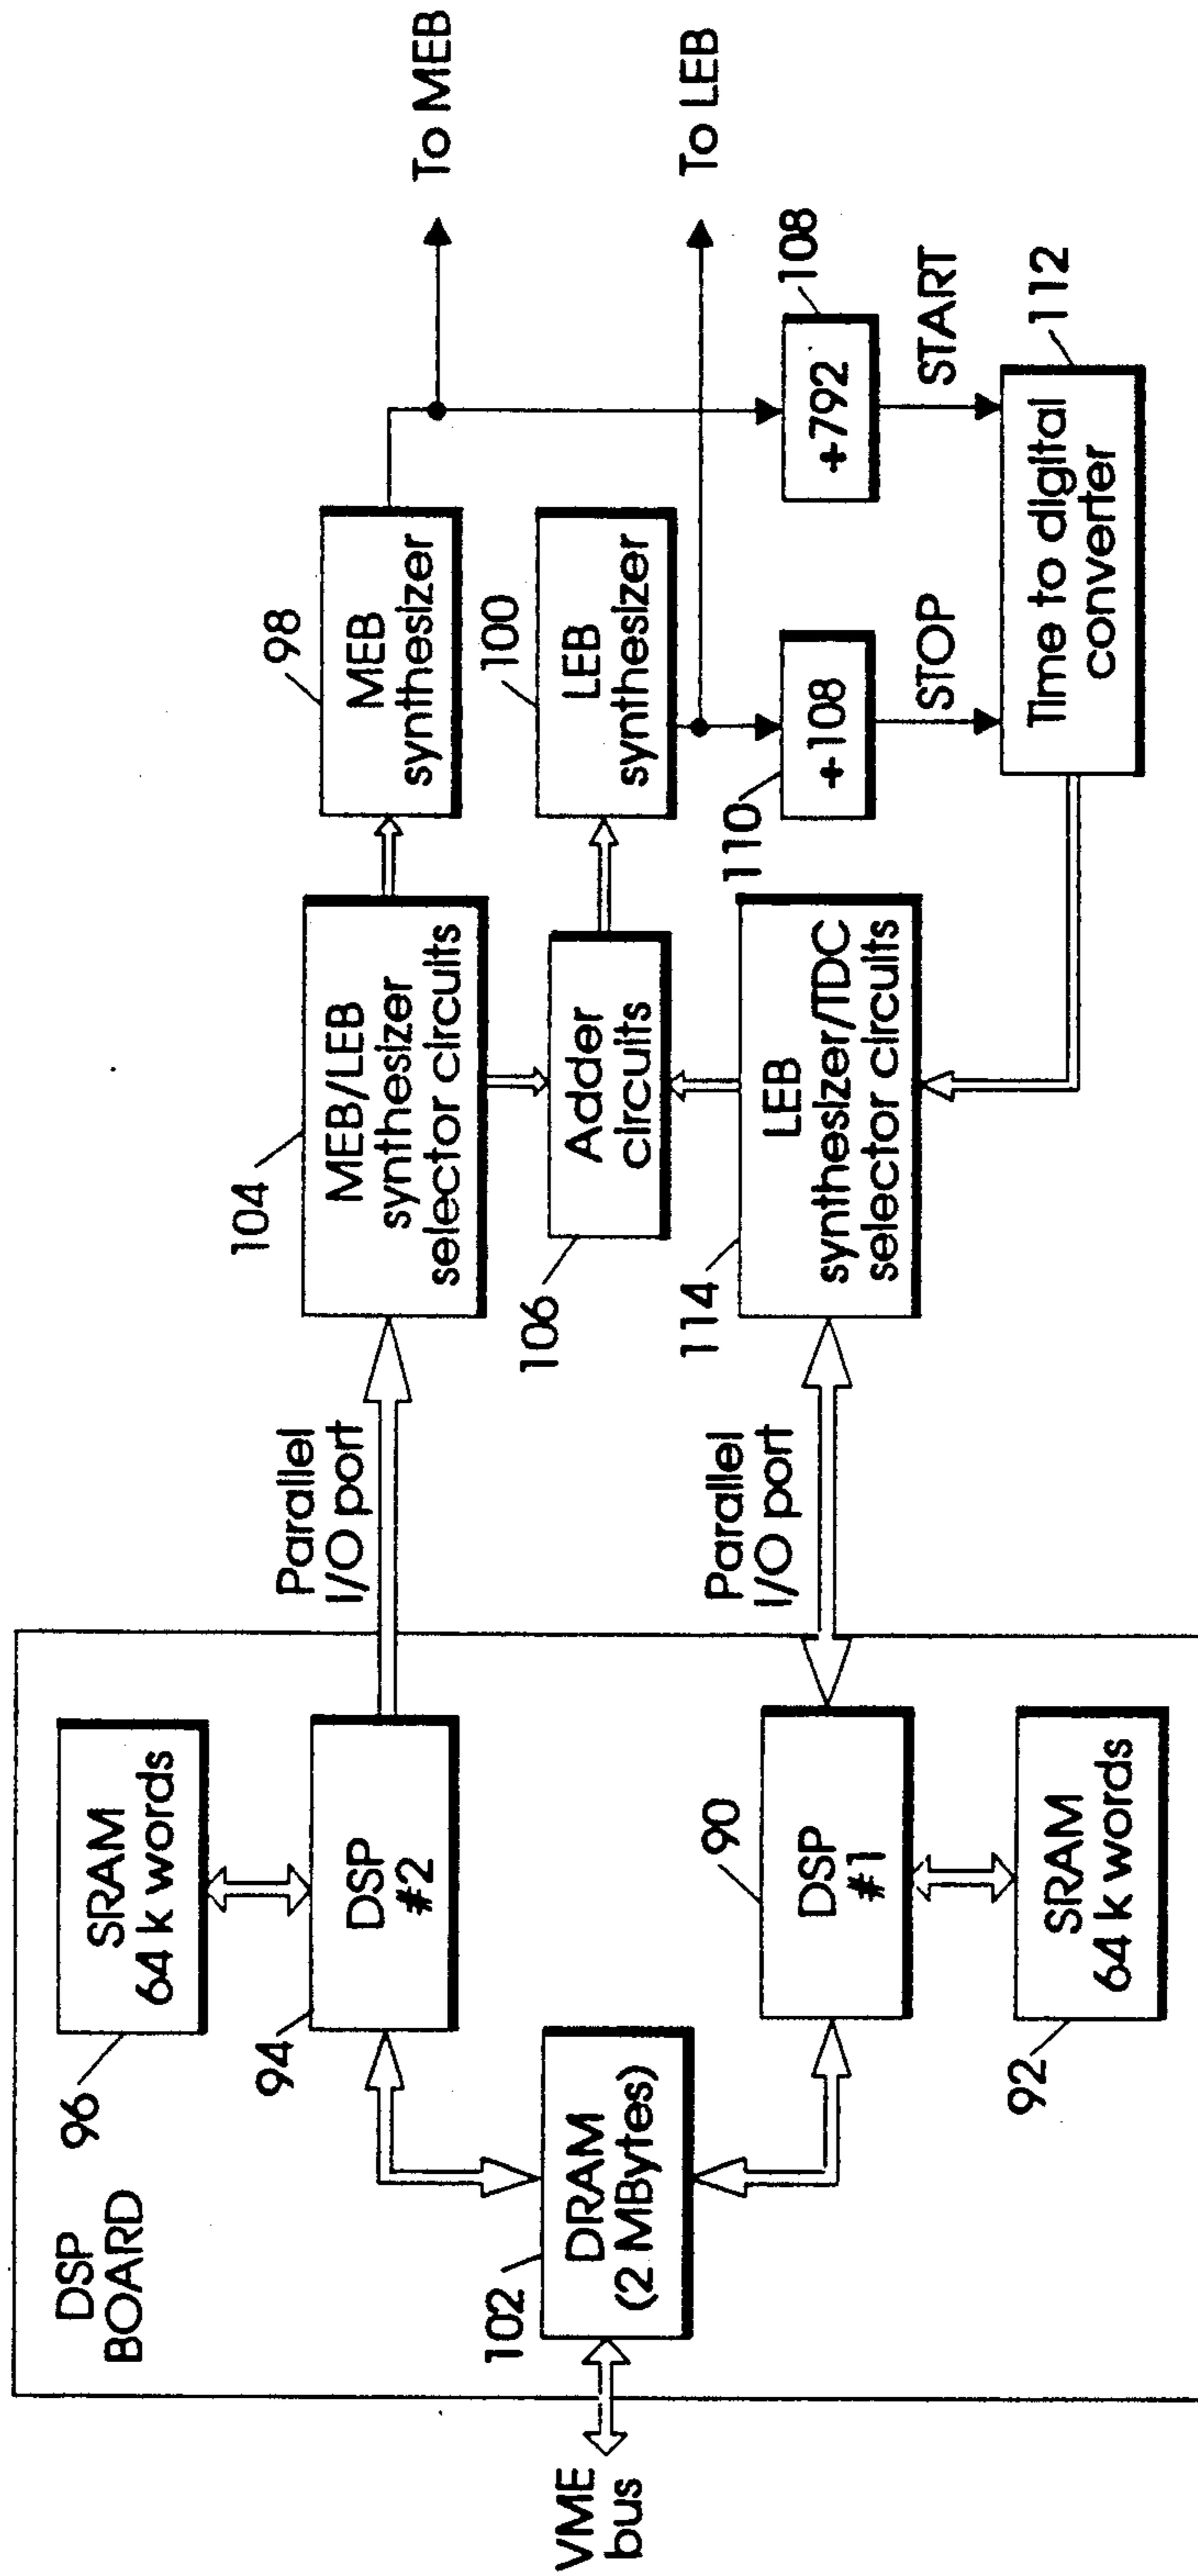 DSP
BOARD
96
SRAM
64 k words
94
DSP
#2
102
DRAM
(2 MBytes)
VME
bus
90
DSP
#1
92
SRAM
64 k words
Parallel
I/O port
Parallel
I/O port
104
MEB/LEB
synthesizer
selector circuits
106
Adder
circuits
114
LEB
synthesizer/TDC
selector circuits
98
MEB
synthesizer
100
LEB
synthesizer
110
÷108
STOP
108
÷792
START
112
Time to digital
converter
To MEB
To LEB